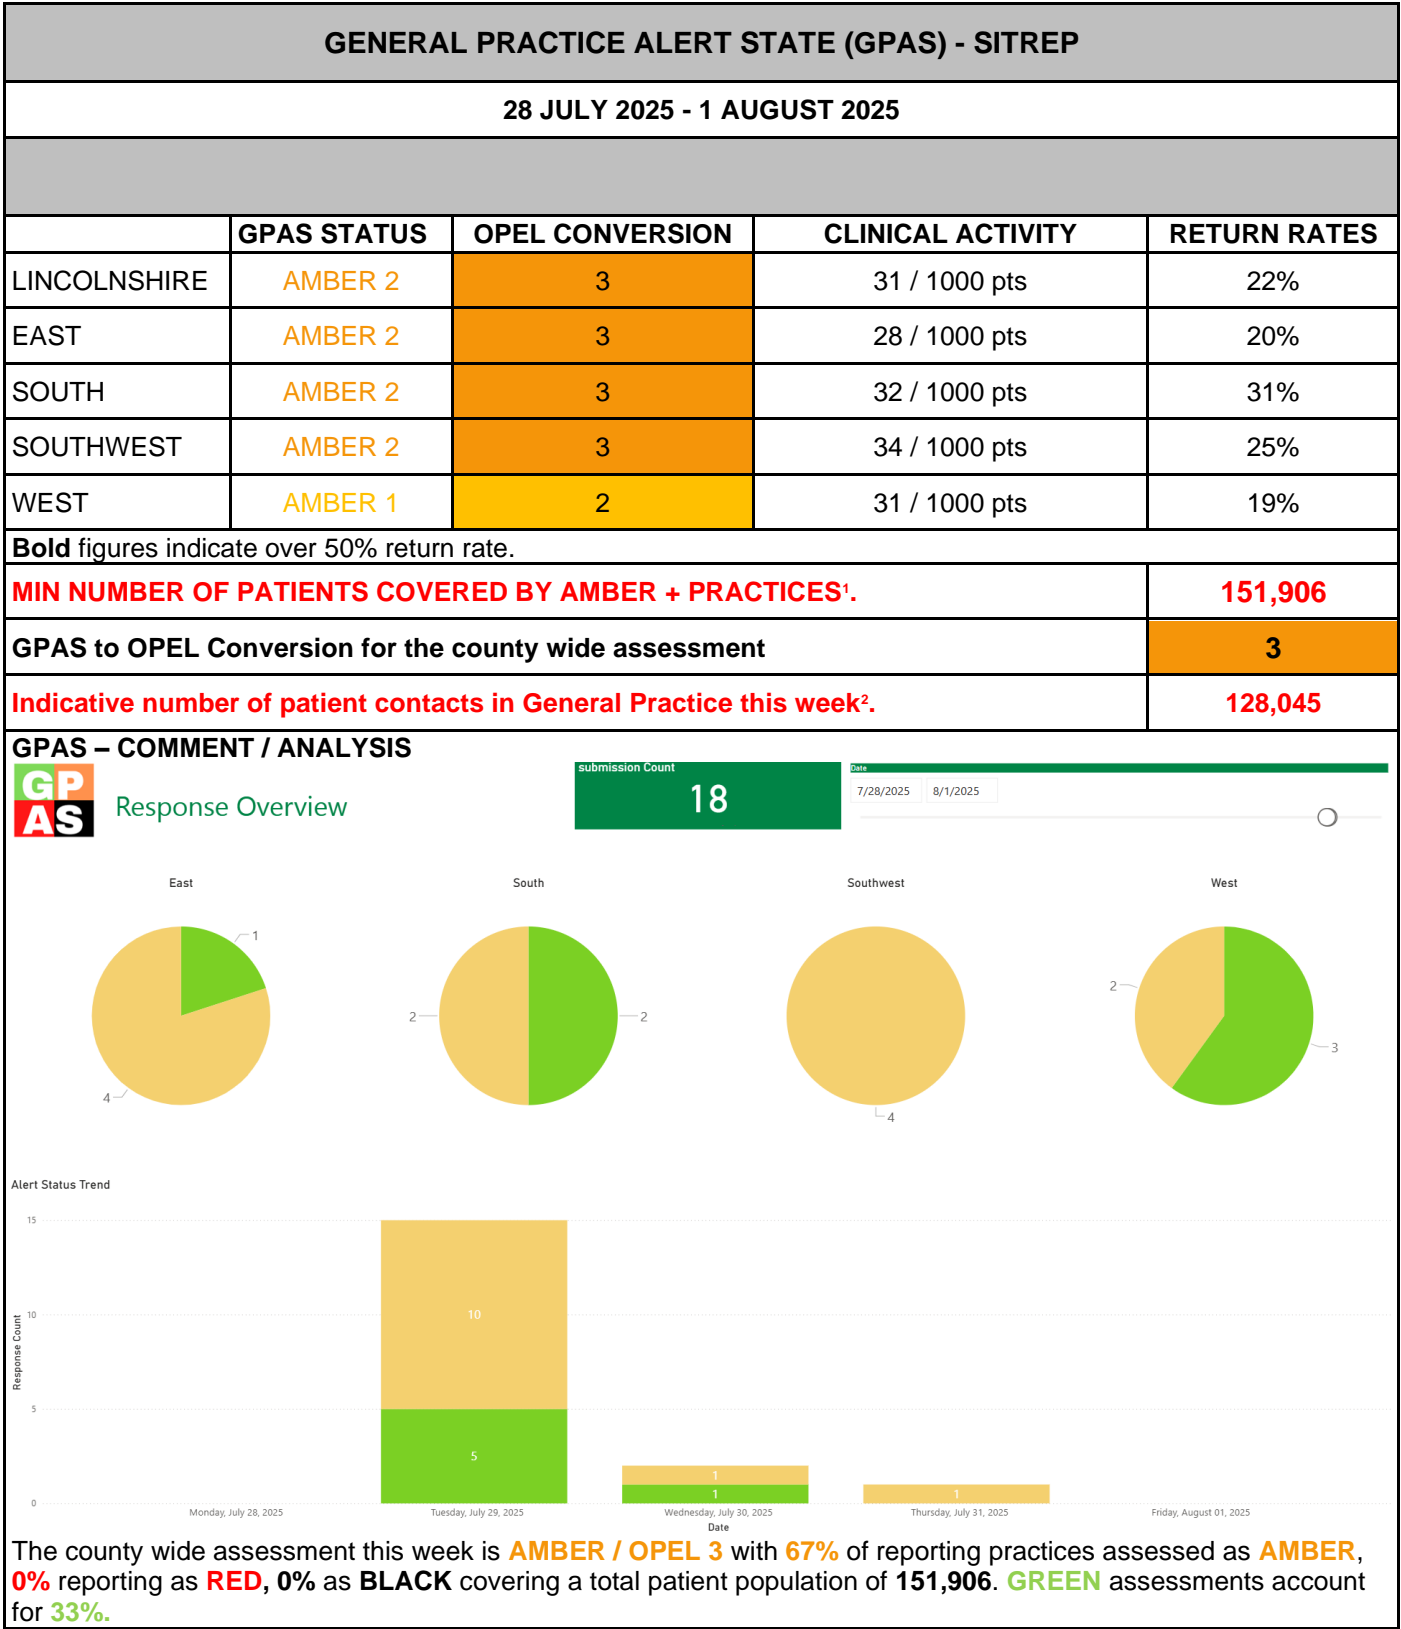 GENERAL PRACTICE ALERT STATE (GPAS) - SITREP
28 JULY 2025 - 1 AUGUST 2025
GPAS STATUS OPEL CONVERSION CLINICAL ACTIVITY RETURN RATES
LINCOLNSHIRE AMBER 2 3 31 / 1000 pts 22%
EAST AMBER 2 3 28 / 1000 pts 20%
SOUTH AMBER 2 3 32 / 1000 pts 31%
SOUTHWEST AMBER 2 3 34 / 1000 pts 25%
WEST AMBER 1 2 31 / 1000 pts 19%
Bold figures indicate over 50% return rate.
MIN NUMBER OF PATIENTS COVERED BY AMBER + PRACTICES¹. 151,906
GPAS to OPEL Conversion for the county wide assessment 3
Indicative number of patient contacts in General Practice this week². 128,045
GPAS – COMMENT / ANALYSIS
GP
AS
Response Overview
submission Count
18
Date
7/28/2025 8/1/2025
East South Southwest West
1
4
2
2
4
2
3
Alert Status Trend
15
10
5
0
Response Count
10
5
1
1
1
Monday, July 28, 2025 Tuesday, July 29, 2025 Wednesday, July 30, 2025 Thursday, July 31, 2025 Friday, August 01, 2025
Date
The county wide assessment this week is AMBER / OPEL 3 with 67% of reporting practices assessed as AMBER,
0% reporting as RED, 0% as BLACK covering a total patient population of 151,906. GREEN assessments account
for 33%.